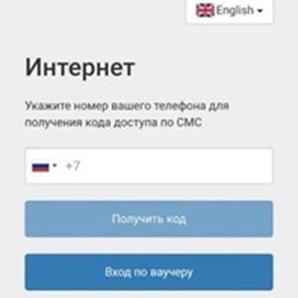 English
Интернет
Укажите номер вашего телефона для
получения кода доступа по СМС
+7
Получить код
Вход по ваучеру